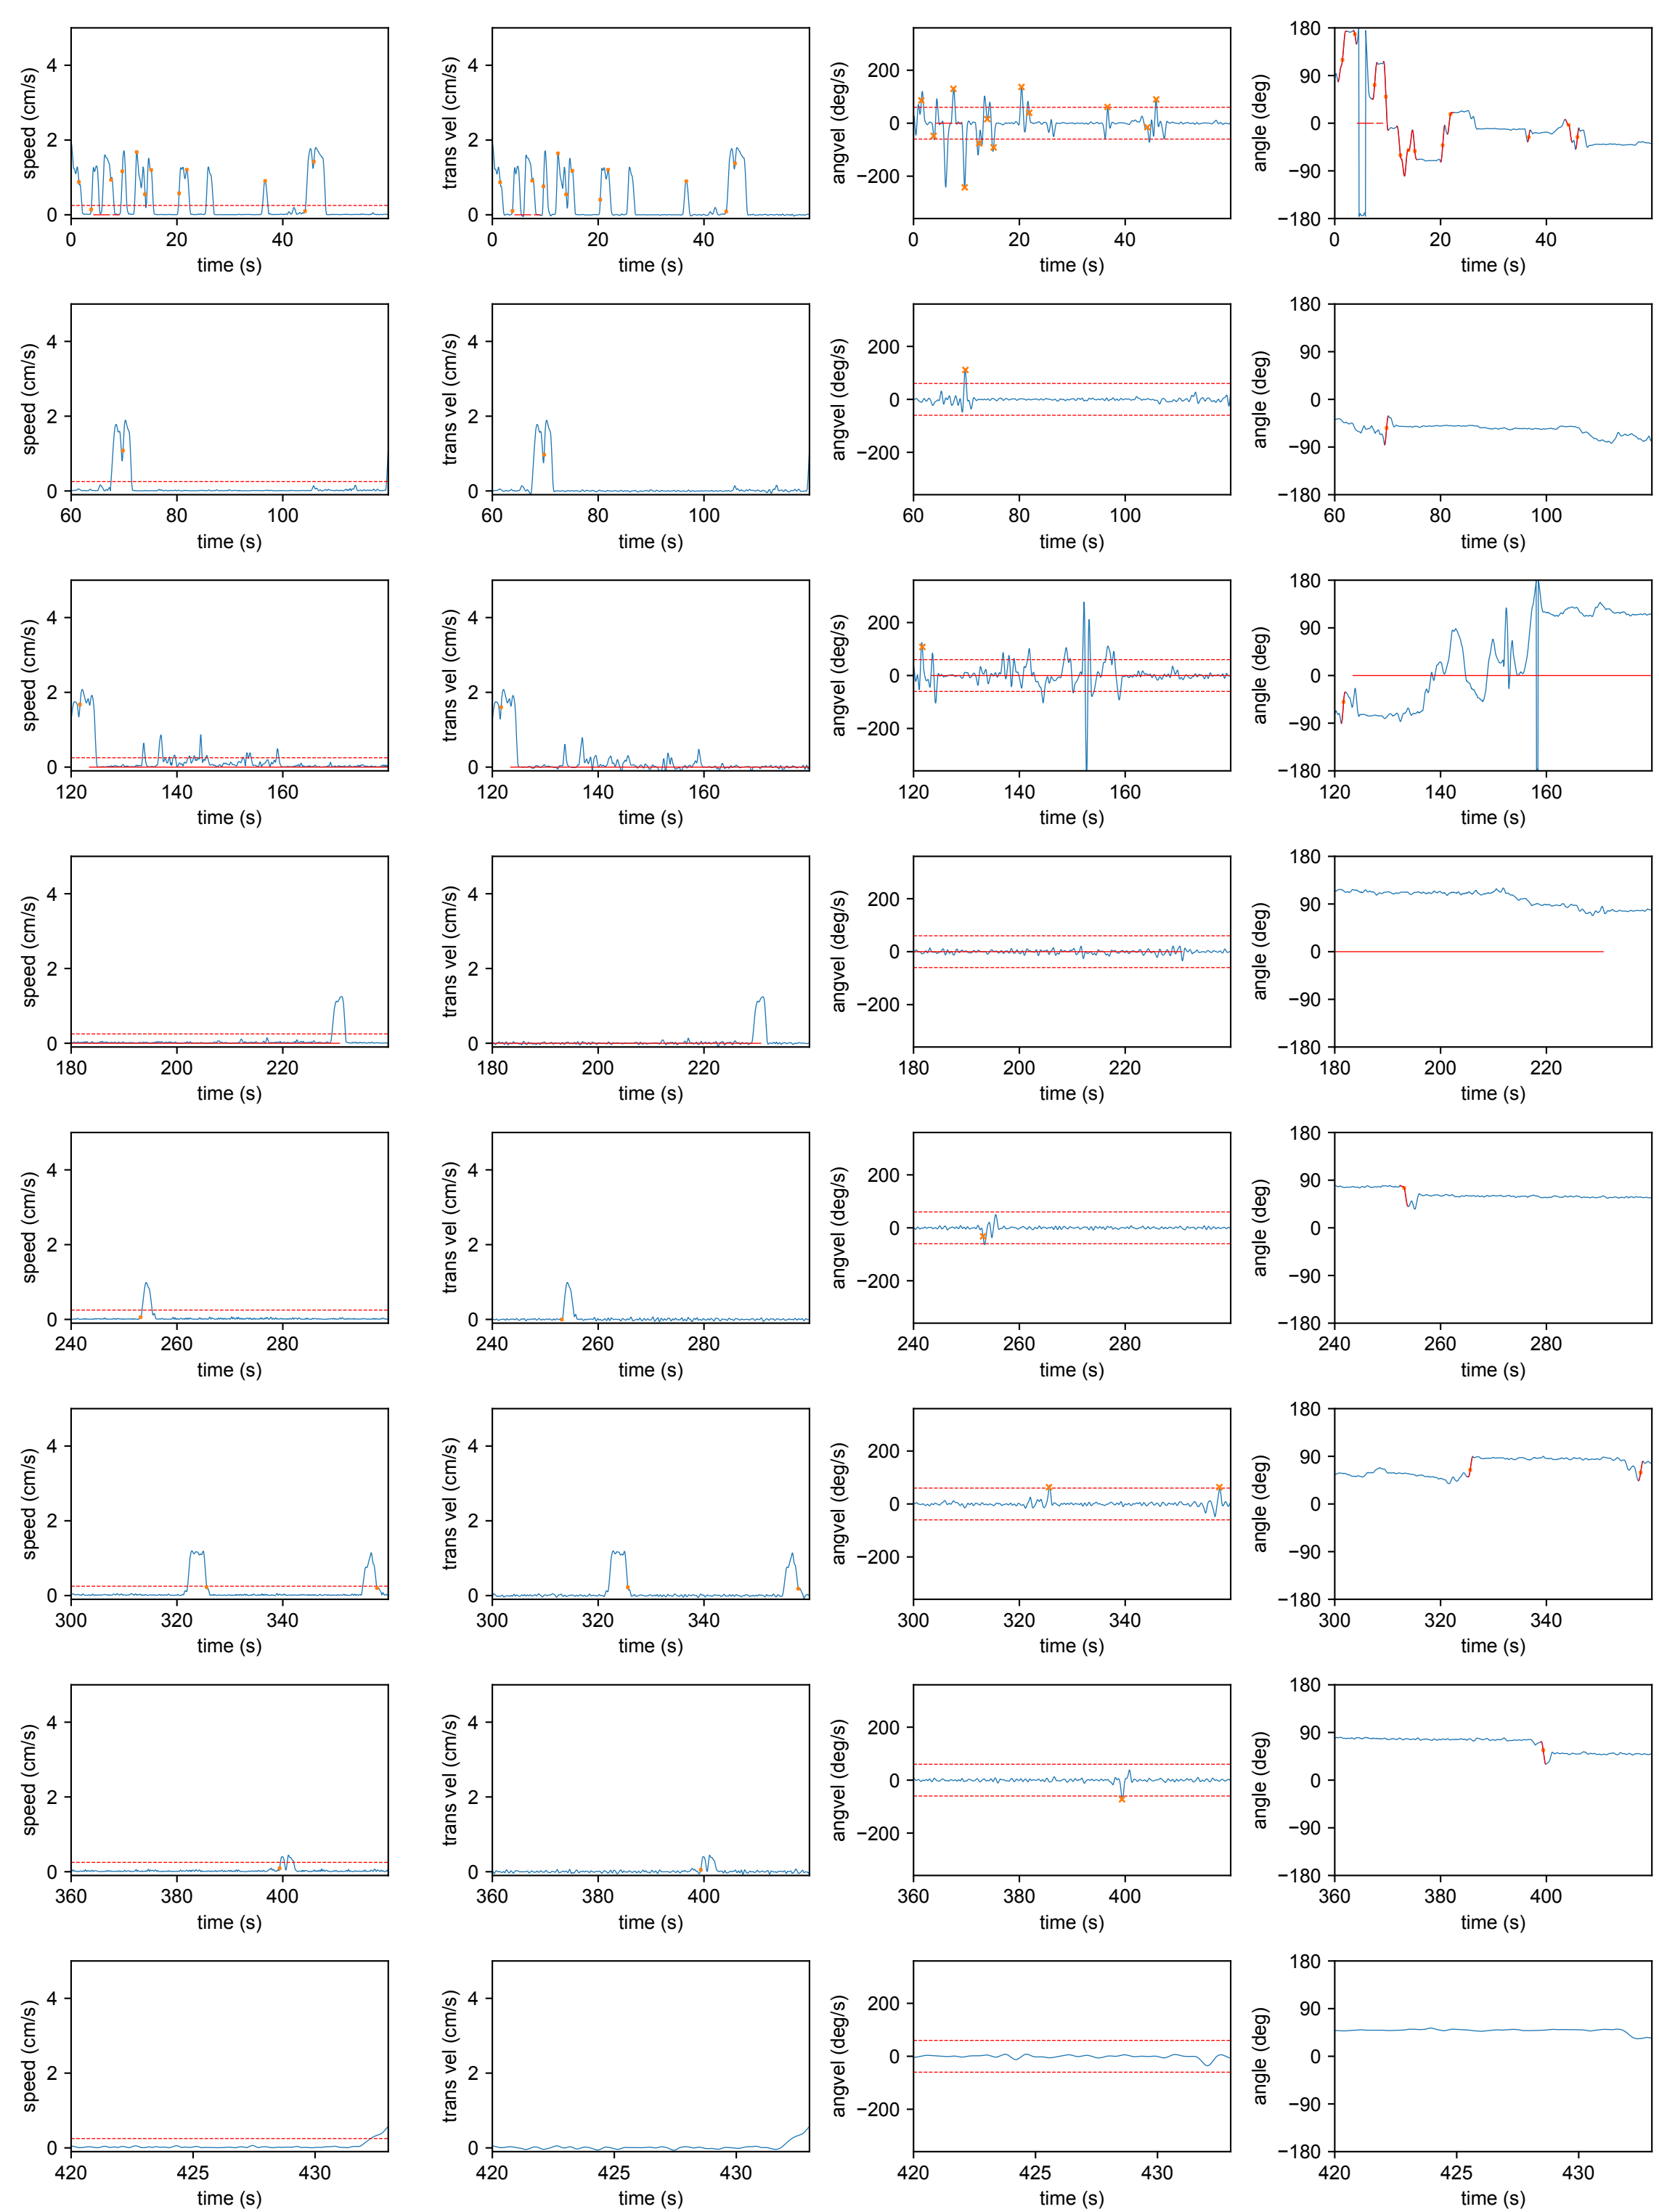 speed (cm/s) trans vel (cm/s) angvel (deg/s) angle (deg)
4 4 200 180
2 2 0 90
0 0 −200 0
−90
−180
0 20 40 0 20 40 0 20 40 0 20 40
time (s) time (s) time (s) time (s)
speed (cm/s) trans vel (cm/s) angvel (deg/s) angle (deg)
4 4 200 180
2 2 0 90
0 0 −200 0
−90
−180
60 80 100 60 80 100 60 80 100 60 80 100
time (s) time (s) time (s) time (s)
speed (cm/s) trans vel (cm/s) angvel (deg/s) angle (deg)
4 4 200 180
2 2 0 90
0 0 −200 0
−90
−180
120 140 160 120 140 160 120 140 160 120 140 160
time (s) time (s) time (s) time (s)
speed (cm/s) trans vel (cm/s) angvel (deg/s) angle (deg)
4 4 200 180
2 2 0 90
0 0 −200 0
−90
−180
180 200 220 180 200 220 180 200 220 180 200 220
time (s) time (s) time (s) time (s)
speed (cm/s) trans vel (cm/s) angvel (deg/s) angle (deg)
4 4 200 180
2 2 0 90
0 0 −200 0
−90
−180
240 260 280 240 260 280 240 260 280 240 260 280
time (s) time (s) time (s) time (s)
speed (cm/s) trans vel (cm/s) angvel (deg/s) angle (deg)
4 4 200 180
2 2 0 90
0 0 −200 0
−90
−180
300 320 340 300 320 340 300 320 340 300 320 340
time (s) time (s) time (s) time (s)
speed (cm/s) trans vel (cm/s) angvel (deg/s) angle (deg)
4 4 200 180
2 2 0 90
0 0 −200 0
−90
−180
360 380 400 360 380 400 360 380 400 360 380 400
time (s) time (s) time (s) time (s)
speed (cm/s) trans vel (cm/s) angvel (deg/s) angle (deg)
4 4 200 180
2 2 0 90
0 0 −200 0
−90
−180
420 425 430 420 425 430 420 425 430 420 425 430
time (s) time (s) time (s) time (s)